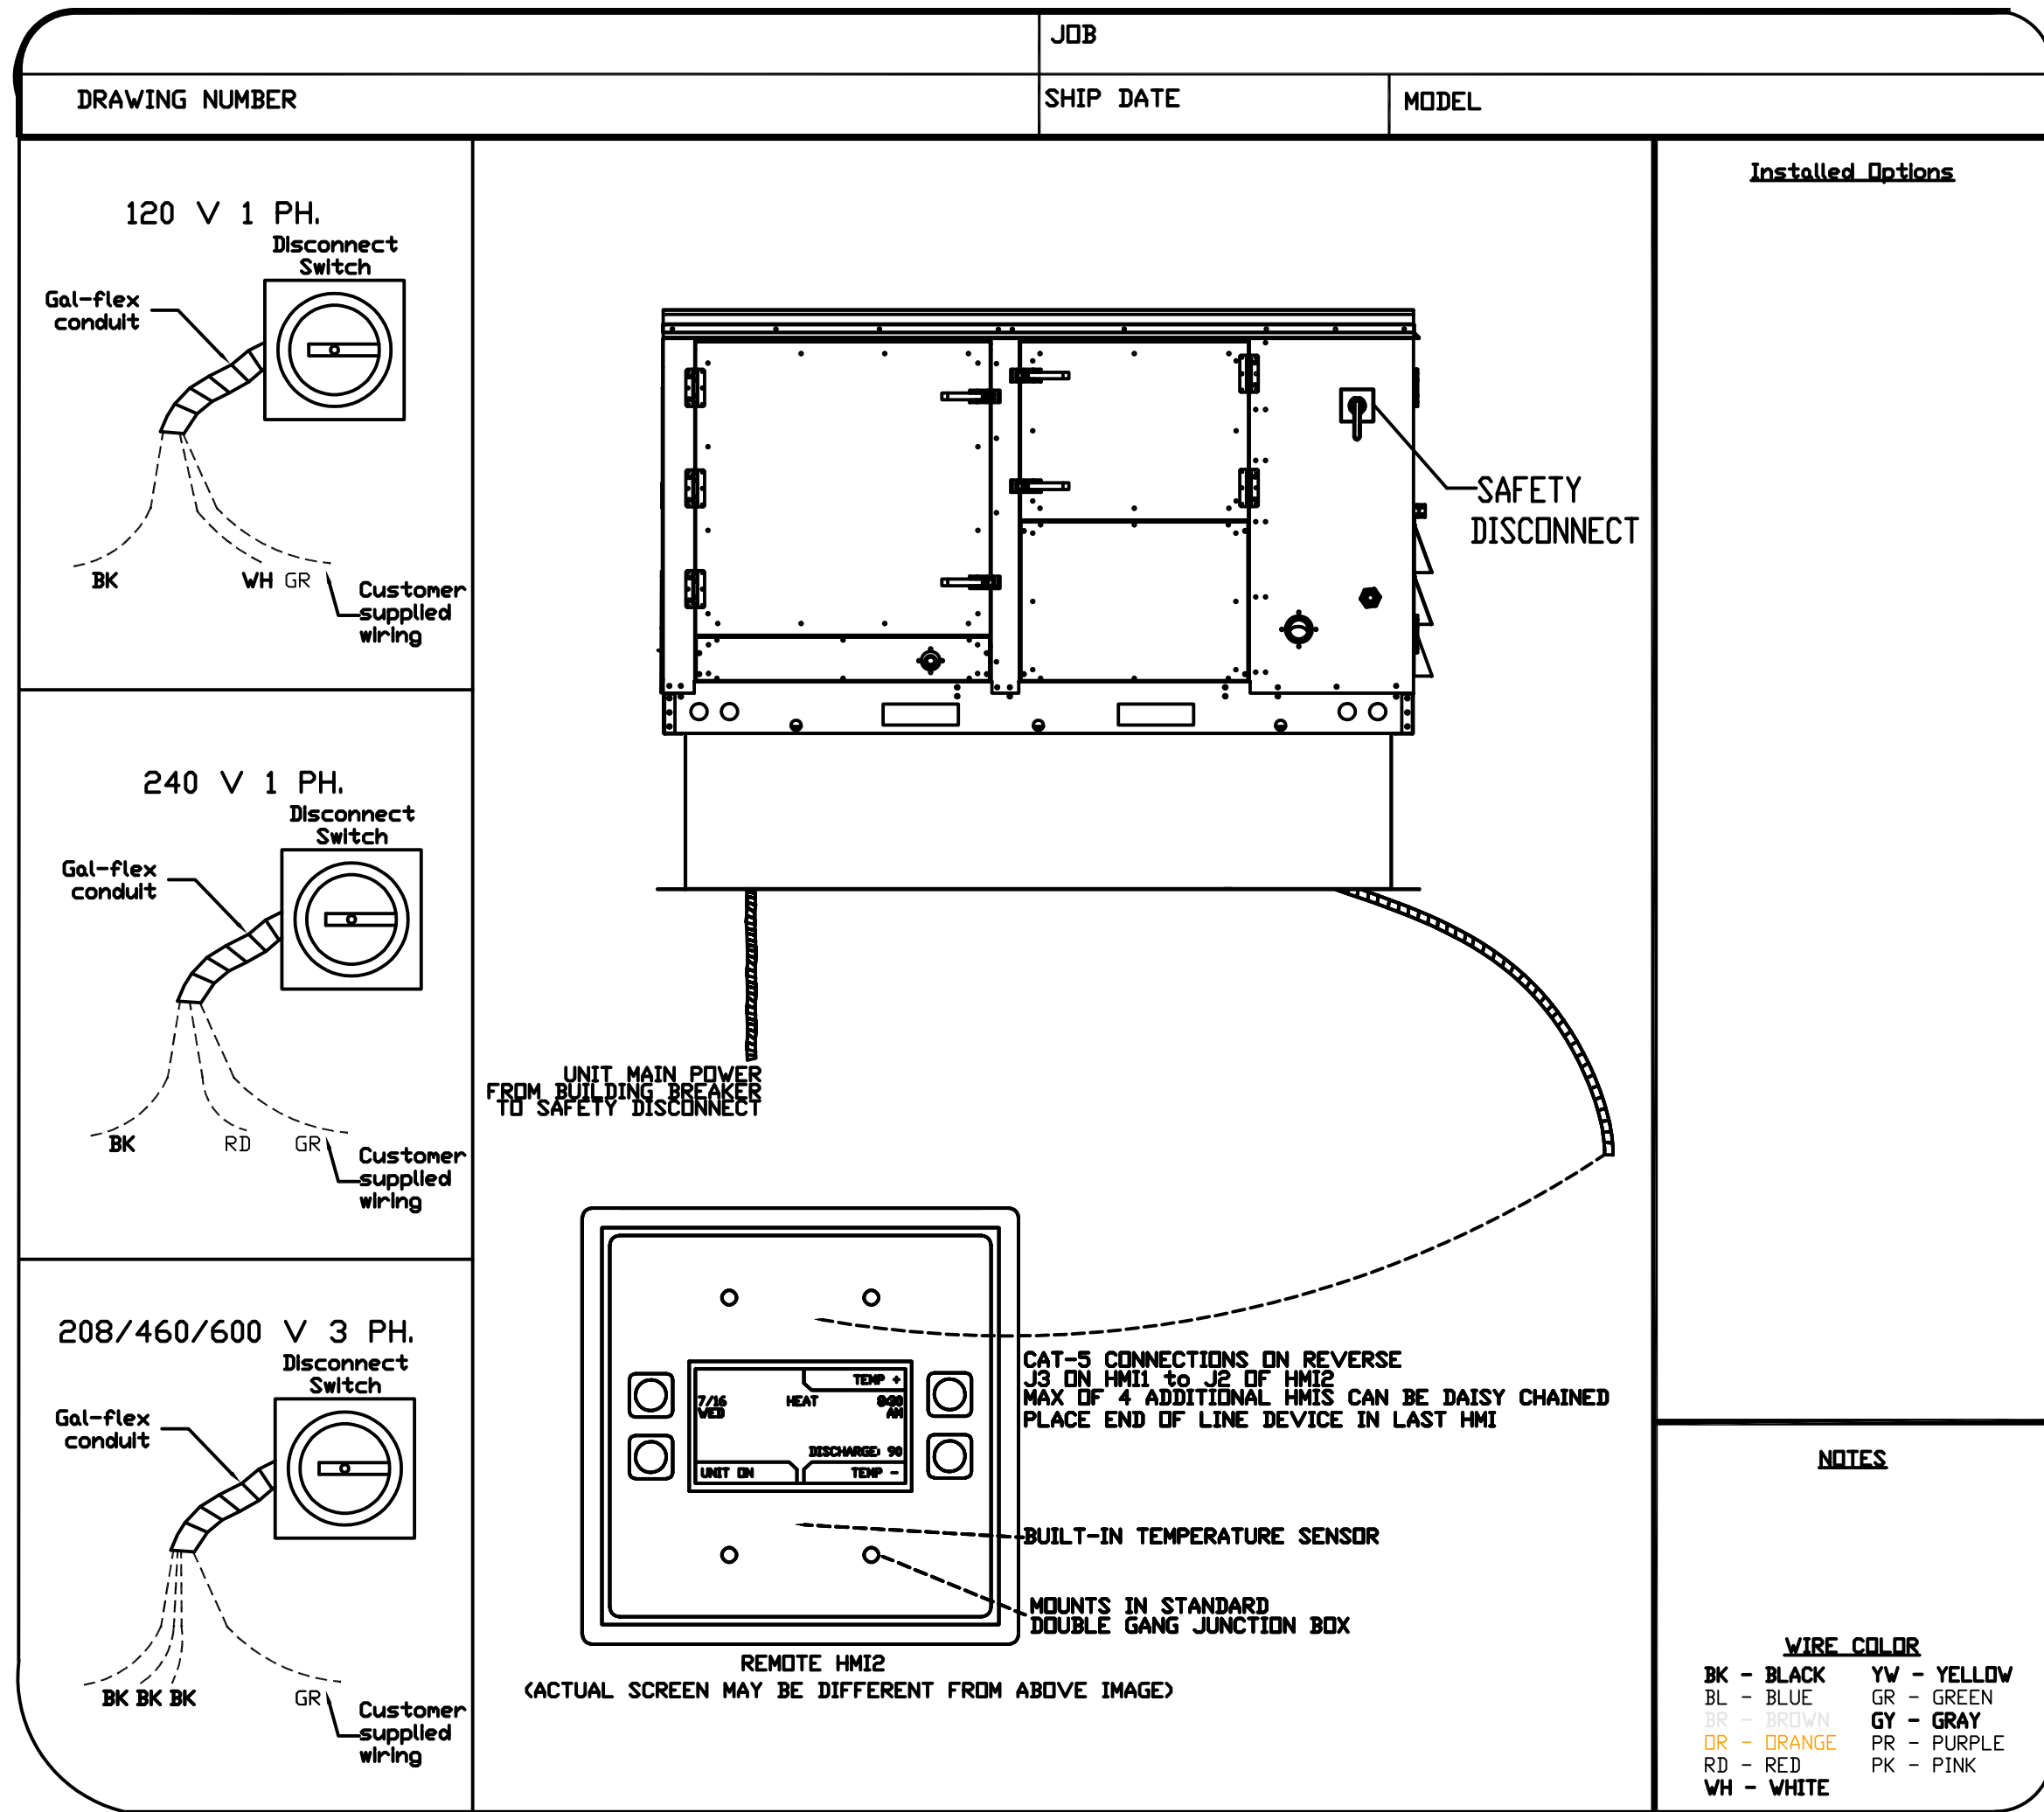 JOB
DRAWING NUMBER
SHIP DATE
MODEL
120 V 1 PH.
Disconnect
Switch
Gal-flex
conduit
BK
WH
GR
Customer
supplied
wiring
240 V 1 PH.
Disconnect
Switch
Gal-flex
conduit
BK
RD
GR
Customer
supplied
wiring
208/460/600 V 3 PH.
Disconnect
Switch
Gal-flex
conduit
BK BK BK
GR
Customer
supplied
wiring
SAFETY
DISCONNECT
UNIT MAIN POWER
FROM BUILDING BREAKER
TO SAFETY DISCONNECT
TEMP +
7/16
WED
HEAT
8:30
AM
DISCHARGE: 90
UNIT ON
TEMP -
CAT-5 CONNECTIONS ON REVERSE
J3 ON HMI1 to J2 OF HMI2
MAX OF 4 ADDITIONAL HMIS CAN BE DAISY CHAINED
PLACE END OF LINE DEVICE IN LAST HMI
BUILT-IN TEMPERATURE SENSOR
MOUNTS IN STANDARD
DOUBLE GANG JUNCTION BOX
REMOTE HMI2
(ACTUAL SCREEN MAY BE DIFFERENT FROM ABOVE IMAGE)
Installed Options
NOTES
WIRE COLOR
BK - BLACK
BL - BLUE
BR - BROWN
OR - ORANGE
RD - RED
WH - WHITE
YW - YELLOW
GR - GREEN
GY - GRAY
PR - PURPLE
PK - PINK